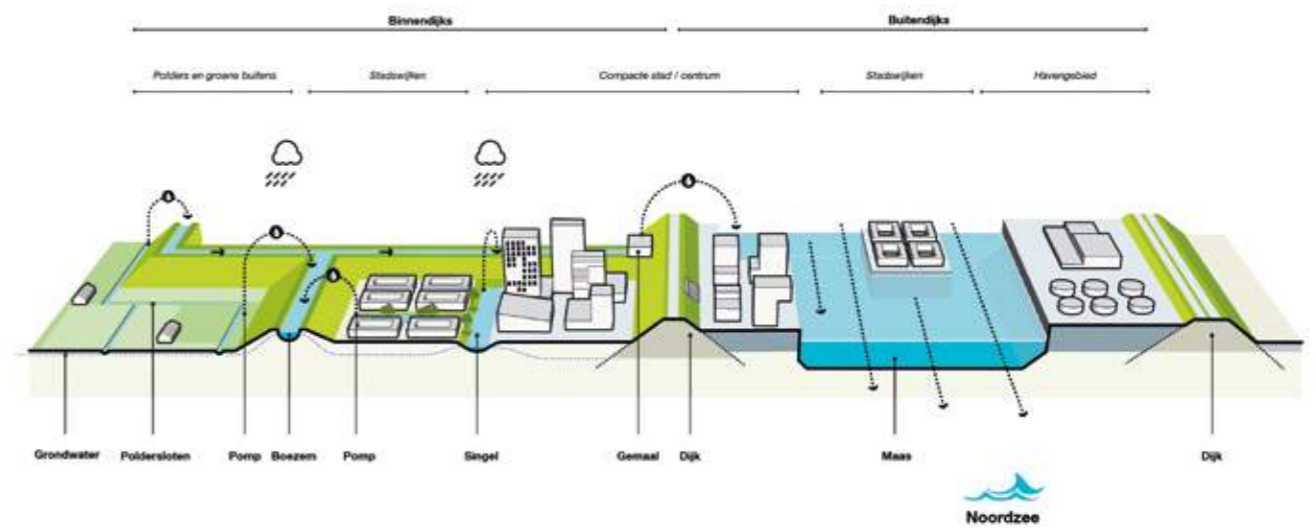 Binnendijks Buitendijks
Polders en groene buitens Stadswijken Compacte stad / centrum Stadswijken Havengebied
Grondwater Poldersloten Pomp Boezem Pomp Singel Gemaal Dijk Maas Dijk
Noordzee